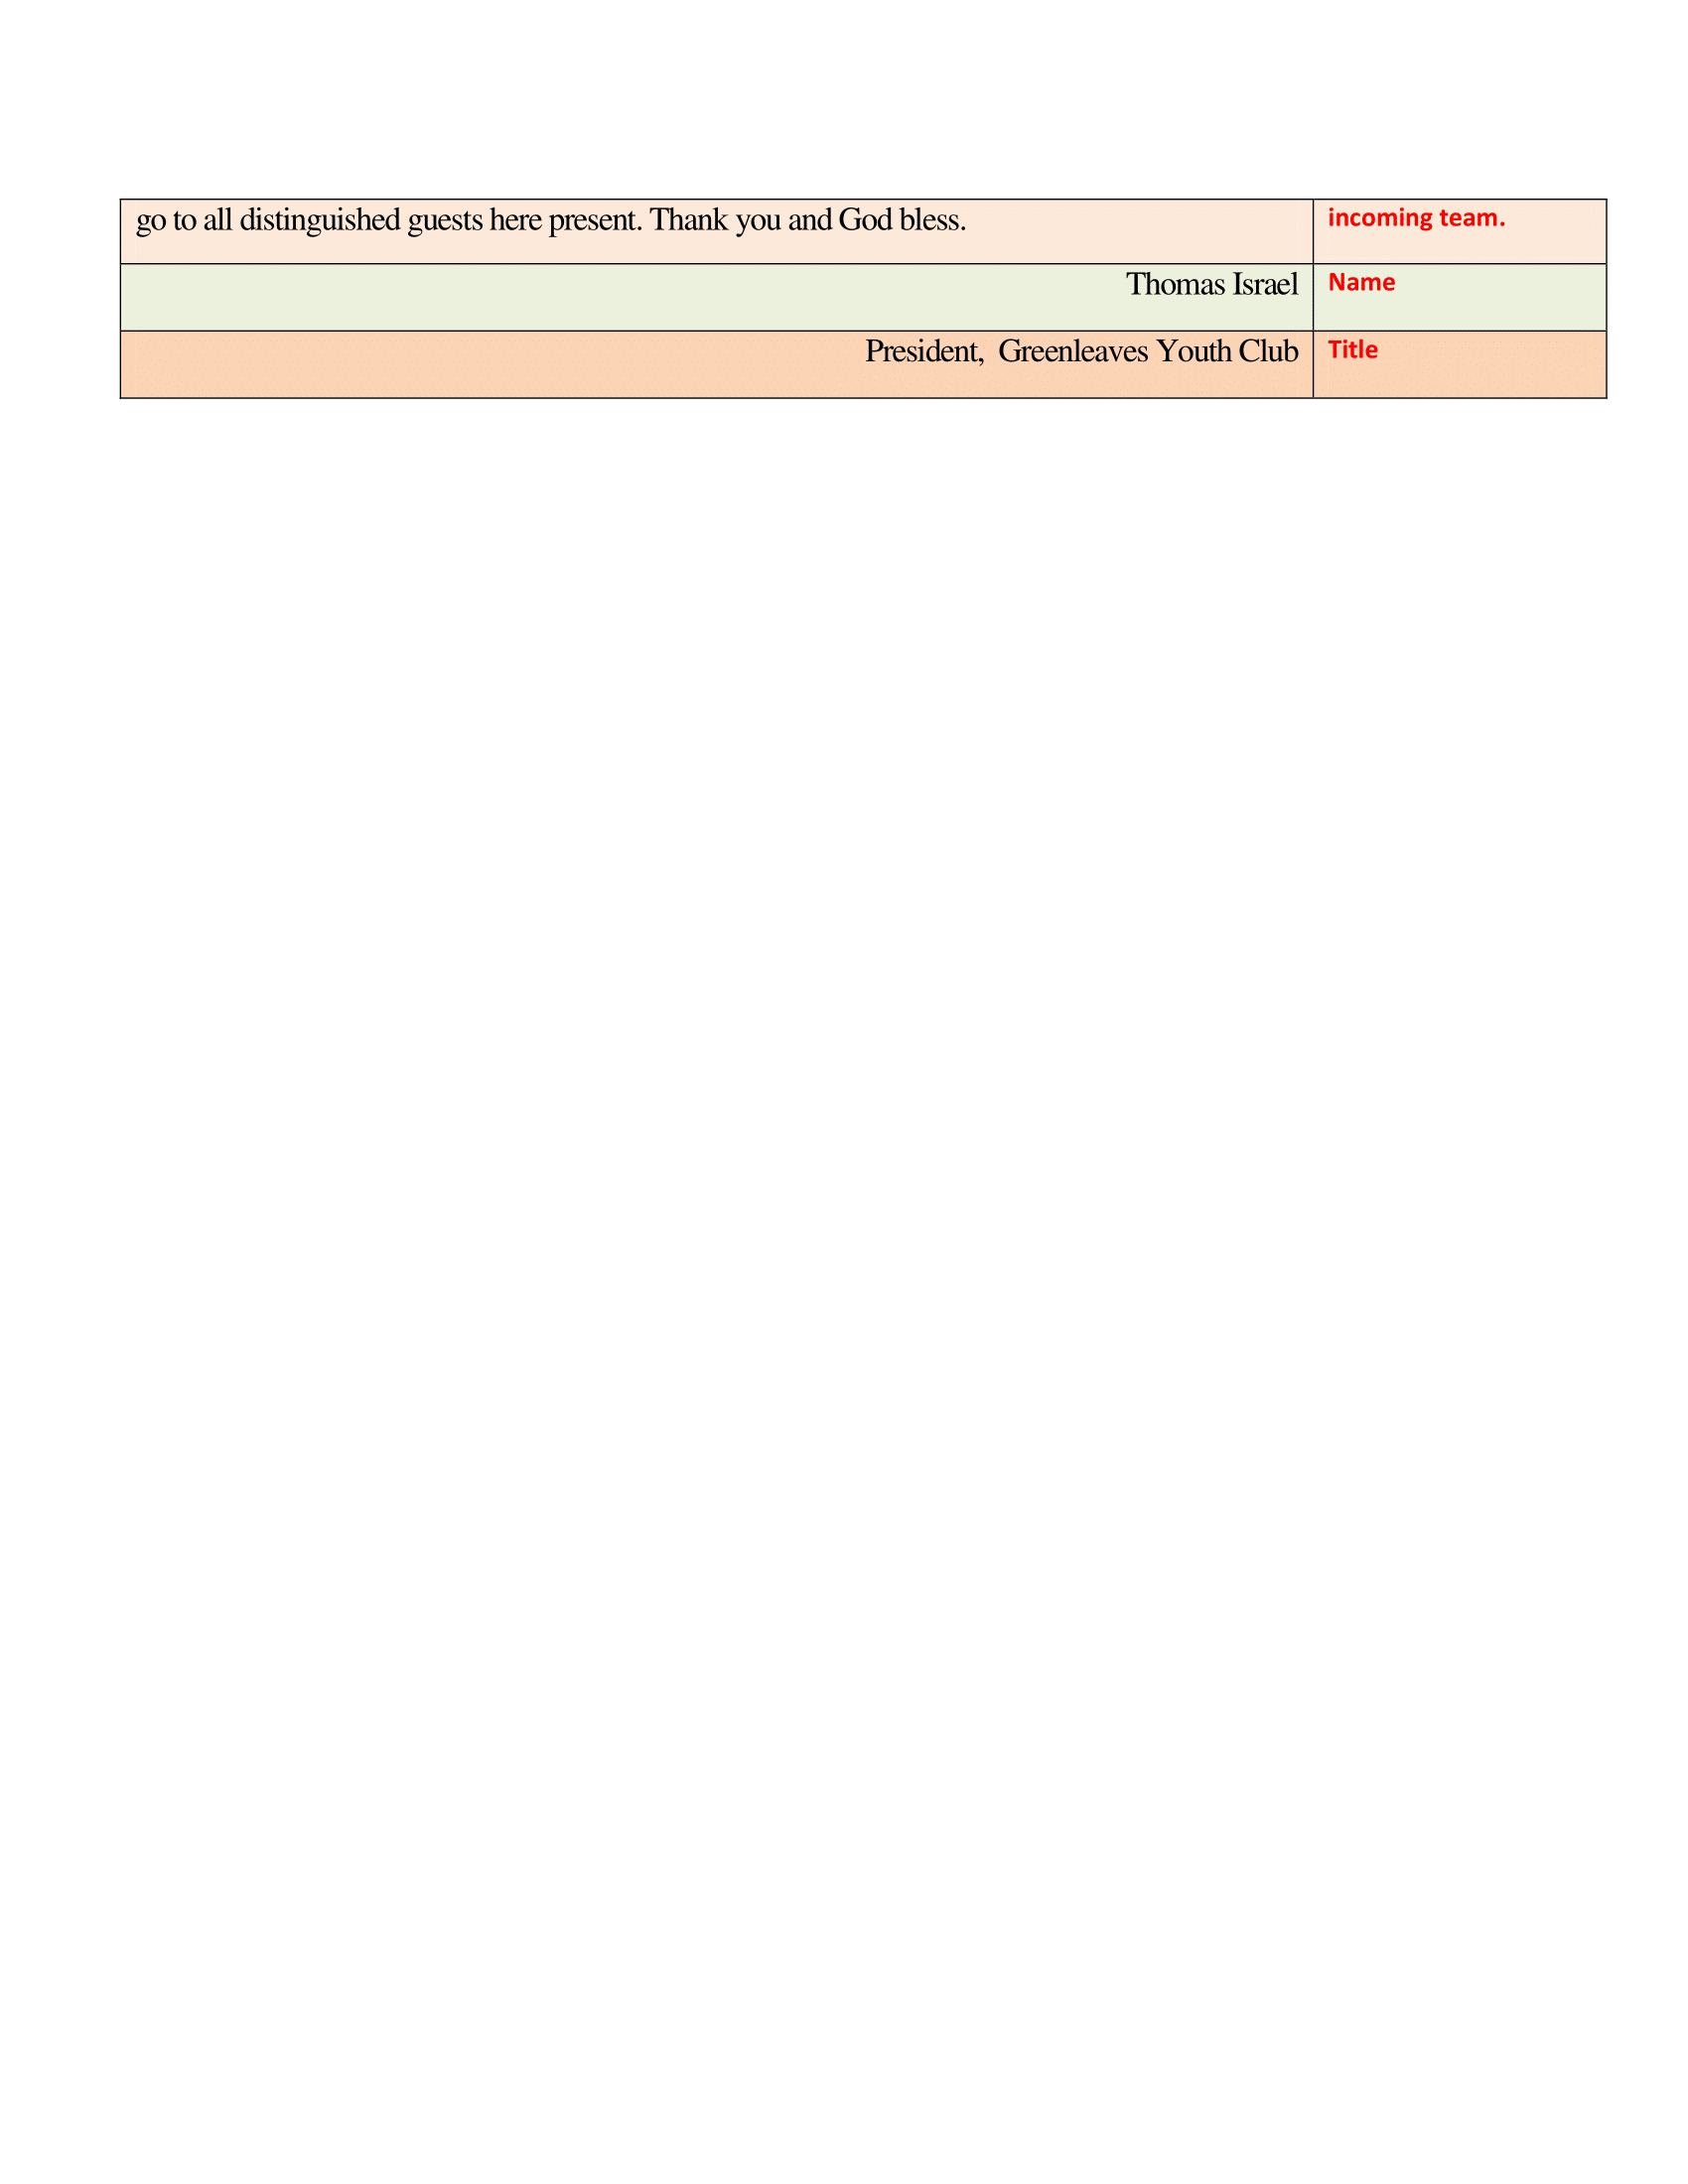 go to all distinguished guests here present. Thank you and God bless.
incoming team.
Thomas Israel
Name
President,  Greenleaves Youth Club
Title